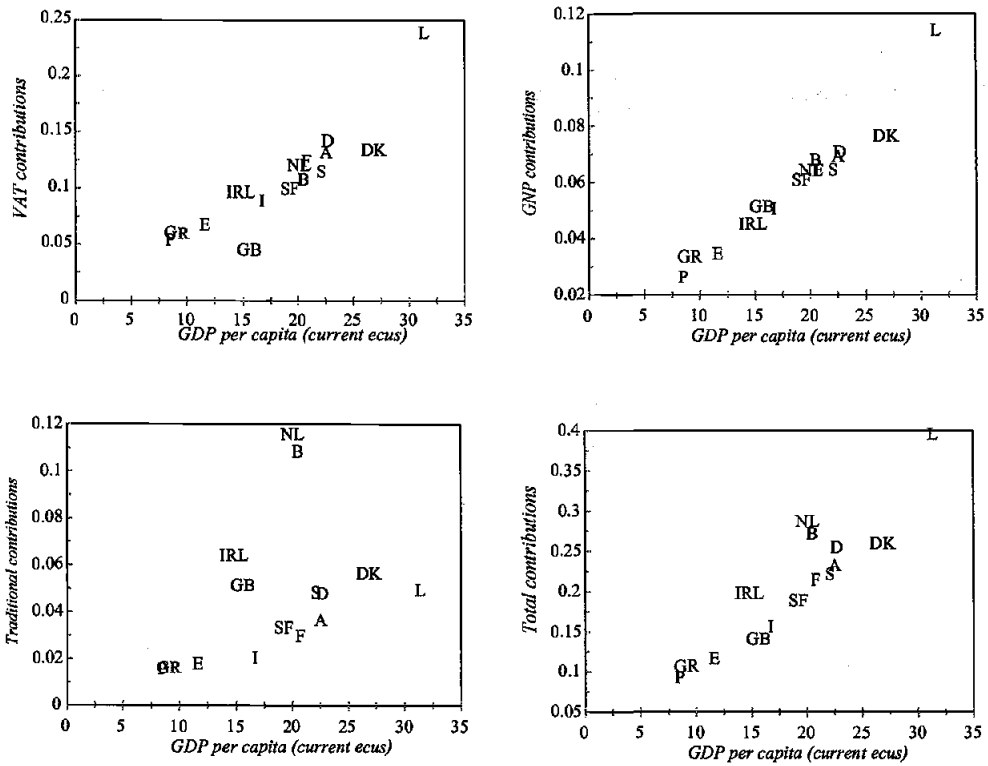 0.25
0.2
0.15
0.1
0.05
0
VAT contributions
L
D
A
DK
F
NL
S
B
SF
IRL
I
E
GR
P
GB
0 5 10 15 20 25 30 35
GDP per capita (current ecus)
0.12
0.1
0.08
0.06
0.04
0.02
GNP contributions
L
DK
D
A
B
NL
F
S
SF
GB
I
IRL
GR
E
P
0 5 10 15 20 25 30 35
GDP per capita (current ecus)
0.12
0.1
0.08
0.06
0.04
0.02
0
Traditional contributions
NL
B
IRL
DK
GB
S
D
L
A
SF
F
I
E
GR
0 5 10 15 20 25 30 35
GDP per capita (current ecus)
0.4
0.35
0.3
0.25
0.2
0.15
0.1
0.05
Total contributions
L
NL
B
D
DK
A
S
F
IRL
SF
I
GB
E
GR
P
0 5 10 15 20 25 30 35
GDP per capita (current ecus)